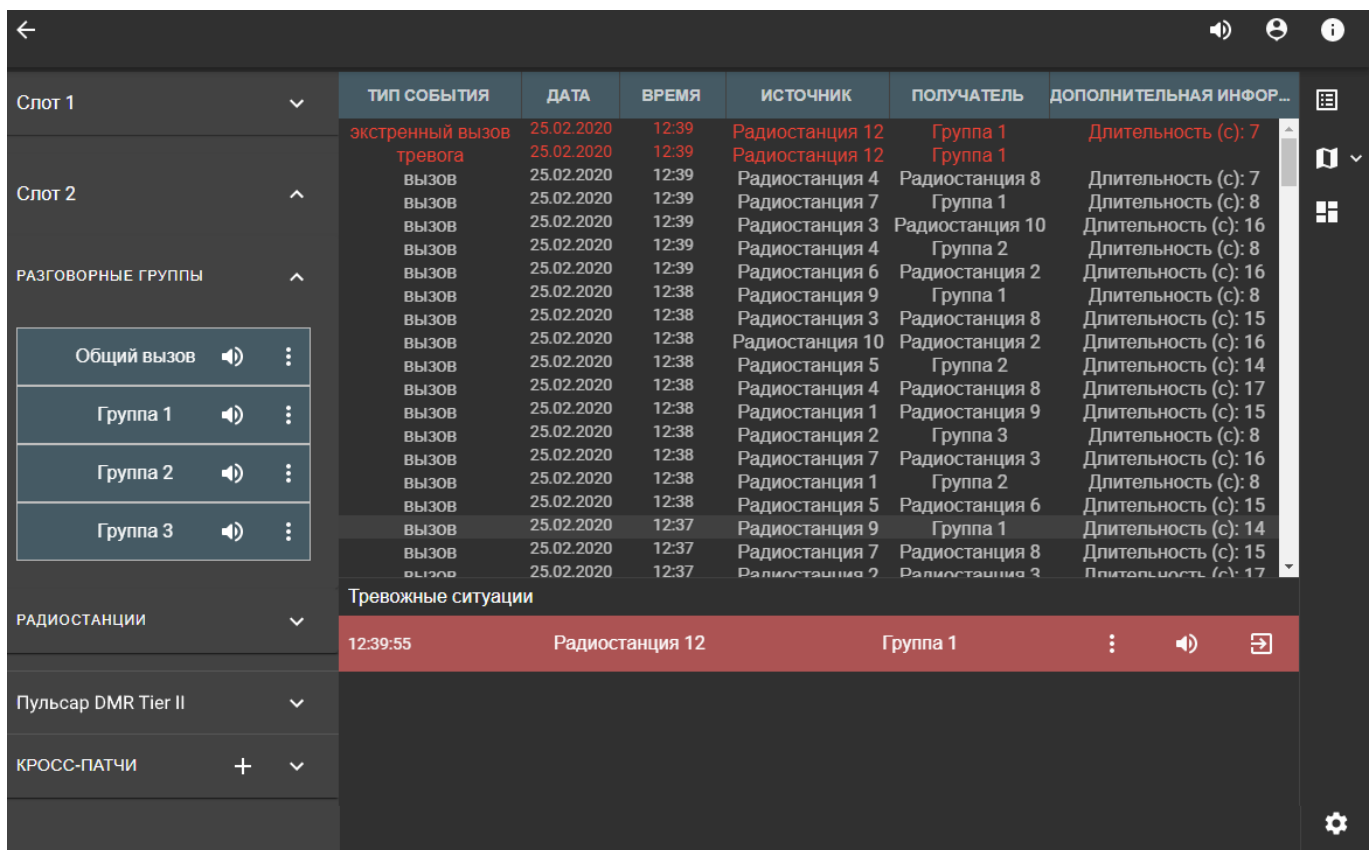 Слот 1
Слот 2
РАЗГОВОРНЫЕ ГРУППЫ
Общий вызов
Группа 1
Группа 2
Группа 3
РАДИОСТАНЦИИ
Пульсар DMR Tier II
КРОСС-ПАТЧИ
ТИП СОБЫТИЯ ДАТА ВРЕМЯ ИСТОЧНИК ПОЛУЧАТЕЛЬ ДОПОЛНИТЕЛЬНАЯ ИНФОР...
экстренный вызов 25.02.2020 12:39 Радиостанция 12 Группа 1 Длительность (с): 7
тревога 25.02.2020 12:39 Радиостанция 12 Группа 1
вызов 25.02.2020 12:39 Радиостанция 4 Радиостанция 8 Длительность (с): 7
вызов 25.02.2020 12:39 Радиостанция 7 Группа 1 Длительность (с): 8
вызов 25.02.2020 12:39 Радиостанция 3 Радиостанция 10 Длительность (с): 16
вызов 25.02.2020 12:39 Радиостанция 4 Группа 2 Длительность (с): 8
вызов 25.02.2020 12:39 Радиостанция 6 Радиостанция 2 Длительность (с): 16
вызов 25.02.2020 12:38 Радиостанция 9 Группа 1 Длительность (с): 8
вызов 25.02.2020 12:38 Радиостанция 3 Радиостанция 8 Длительность (с): 15
вызов 25.02.2020 12:38 Радиостанция 10 Радиостанция 2 Длительность (с): 16
вызов 25.02.2020 12:38 Радиостанция 5 Группа 2 Длительность (с): 14
вызов 25.02.2020 12:38 Радиостанция 4 Радиостанция 8 Длительность (с): 17
вызов 25.02.2020 12:38 Радиостанция 1 Радиостанция 9 Длительность (с): 15
вызов 25.02.2020 12:38 Радиостанция 2 Группа 3 Длительность (с): 8
вызов 25.02.2020 12:38 Радиостанция 7 Радиостанция 3 Длительность (с): 16
вызов 25.02.2020 12:38 Радиостанция 1 Группа 2 Длительность (с): 8
вызов 25.02.2020 12:38 Радиостанция 5 Радиостанция 6 Длительность (с): 15
вызов 25.02.2020 12:37 Радиостанция 9 Группа 1 Длительность (с): 14
вызов 25.02.2020 12:37 Радиостанция 7 Радиостанция 8 Длительность (с): 15
вызов 25.02.2020 12:37 Радиостанция 2 Радиостанция 3 Длительность (с): 17
Тревожные ситуации
12:39:55 Радиостанция 12 Группа 1